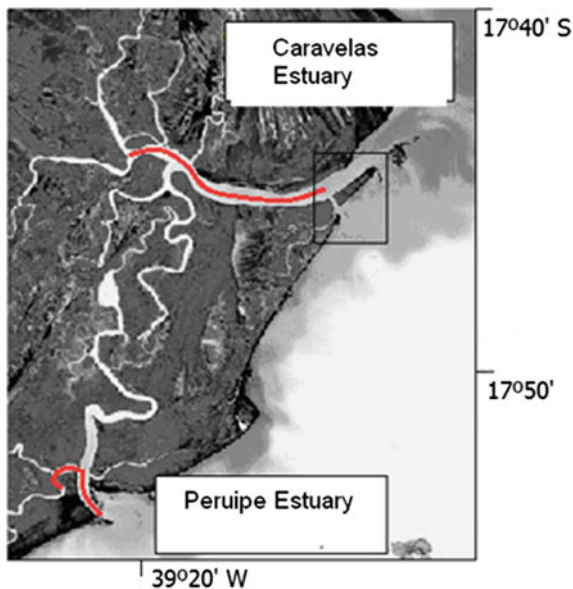 Caravelas
Estuary
17º40' S
17º50'
Peruipe Estuary
39º20' W